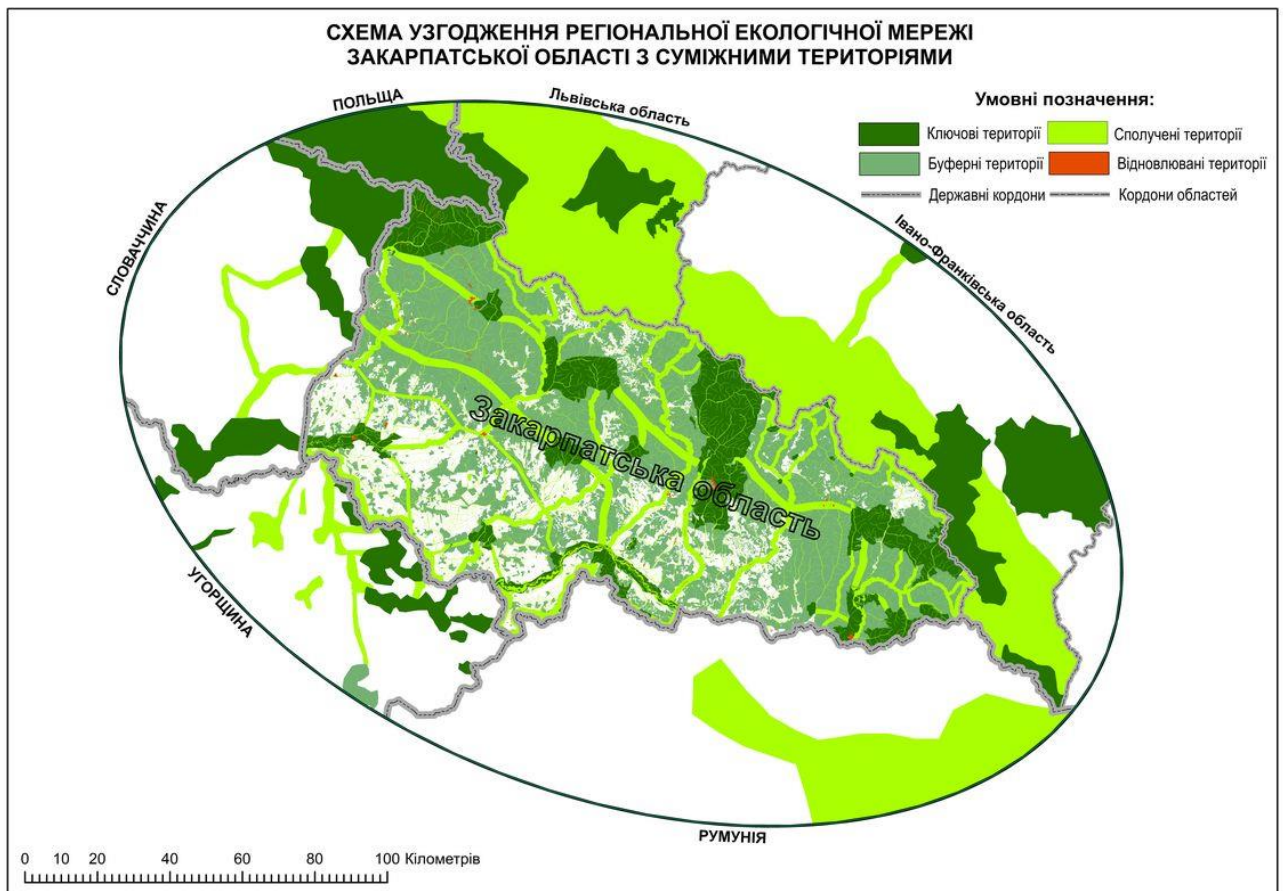 СХЕМА УЗГОДЖЕННЯ РЕГІОНАЛЬНОЇ ЕКОЛОГІЧНОЇ МЕРЕЖІ
ЗАКАРПАТСЬКОЇ ОБЛАСТІ З СУМІЖНИМИ ТЕРИТОРІЯМИ
ПОЛЬЩА
Львівська область
Умовні позначення:
Ключові території
Сполучені території
Буферні території
Відновлювані території
Державні кордони
Кордони областей
СЛОВАЧЧИНА
Івано-Франківська область
Закарпатська область
УГОРЩИНА
РУМУНІЯ
0 10 20 40 60 80 100 Кілометрів